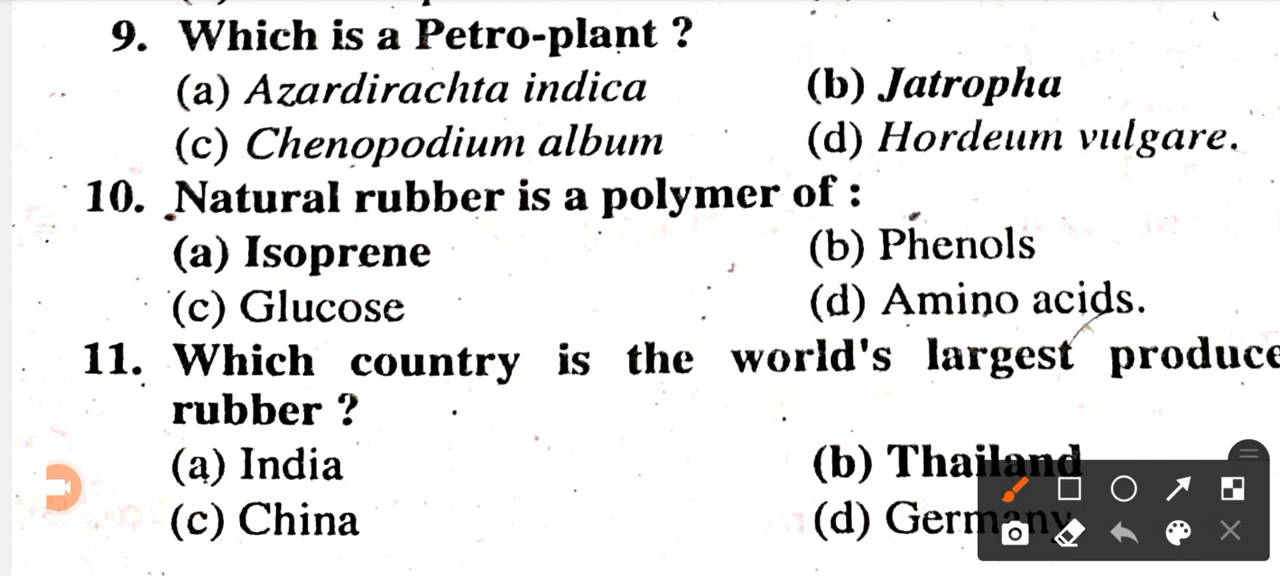 9. Which is a Petro-plant ?
(a) Azardirachta indica (b) Jatropha
(c) Chenopodium album (d) Hordeum vulgare.
10. Natural rubber is a polymer of :
(a) Isoprene (b) Phenols
(c) Glucose (d) Amino acids.
11. Which country is the world's largest produce
rubber ?
(a) India (b) Thailand
(c) China (d) Germany